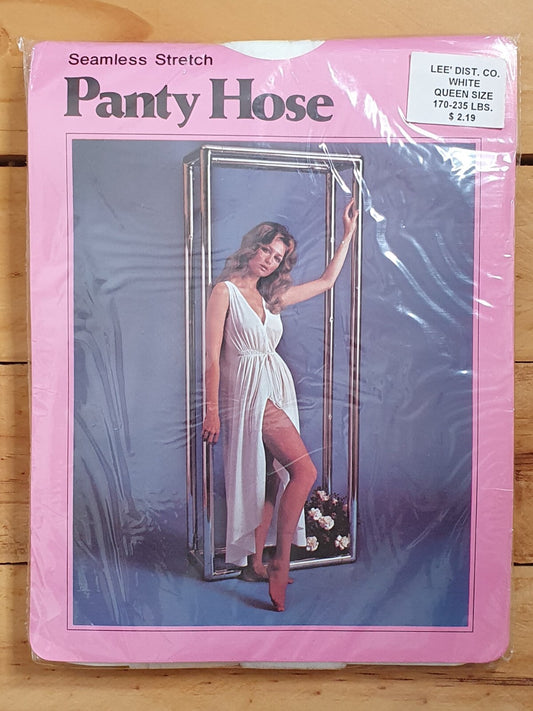 Seamless Stretch
Panty Hose
LEE' DIST. CO.
WHITE
QUEEN SIZE
170-235 LBS.
$ 2.19